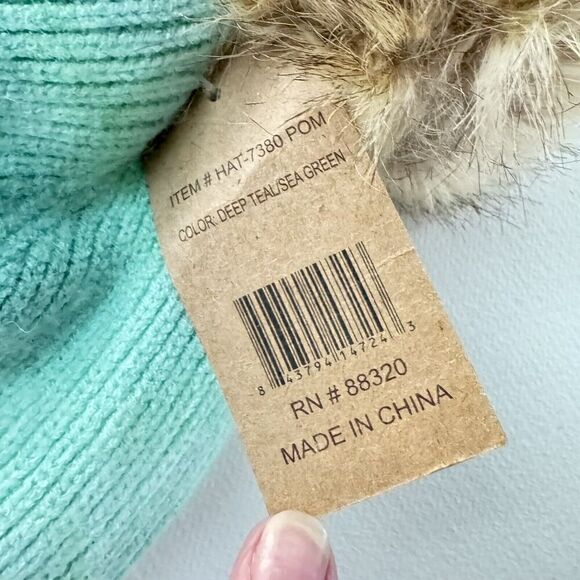 ITEM # HAT-7380 POM
COLOR: DEEP TEAL/SEA GREEN
8 43794 14724 3
RN # 88320
MADE IN CHINA